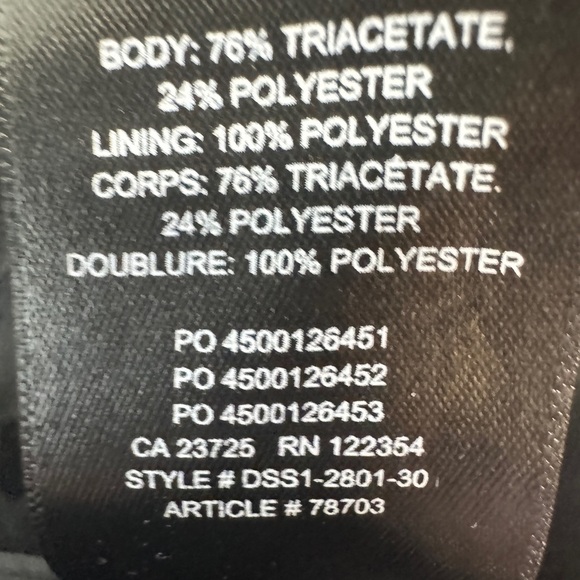 BODY: 76% TRIACETATE,
24% POLYESTER
LINING: 100% POLYESTER
CORPS: 76% TRIACÉTATE.
24% POLYESTER
DOUBLURE: 100% POLYESTER
PO 4500126451
PO 4500126452
PO 4500126453
CA 23725 RN 122354
STYLE # DSS1-2801-30
ARTICLE # 78703